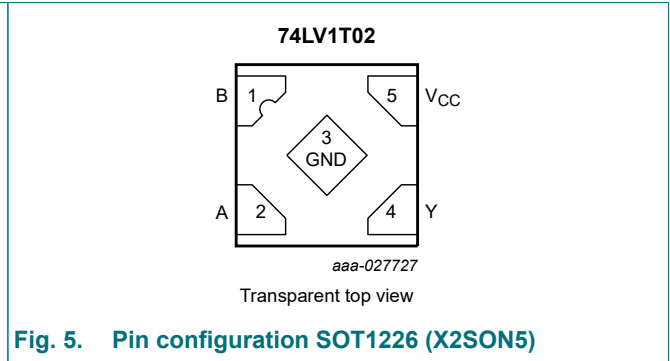 74LV1T02
B 1 5 VCC
3
GND
A 2 4 Y
aaa-027727
Transparent top view
Fig. 5. Pin configuration SOT1226 (X2SON5)